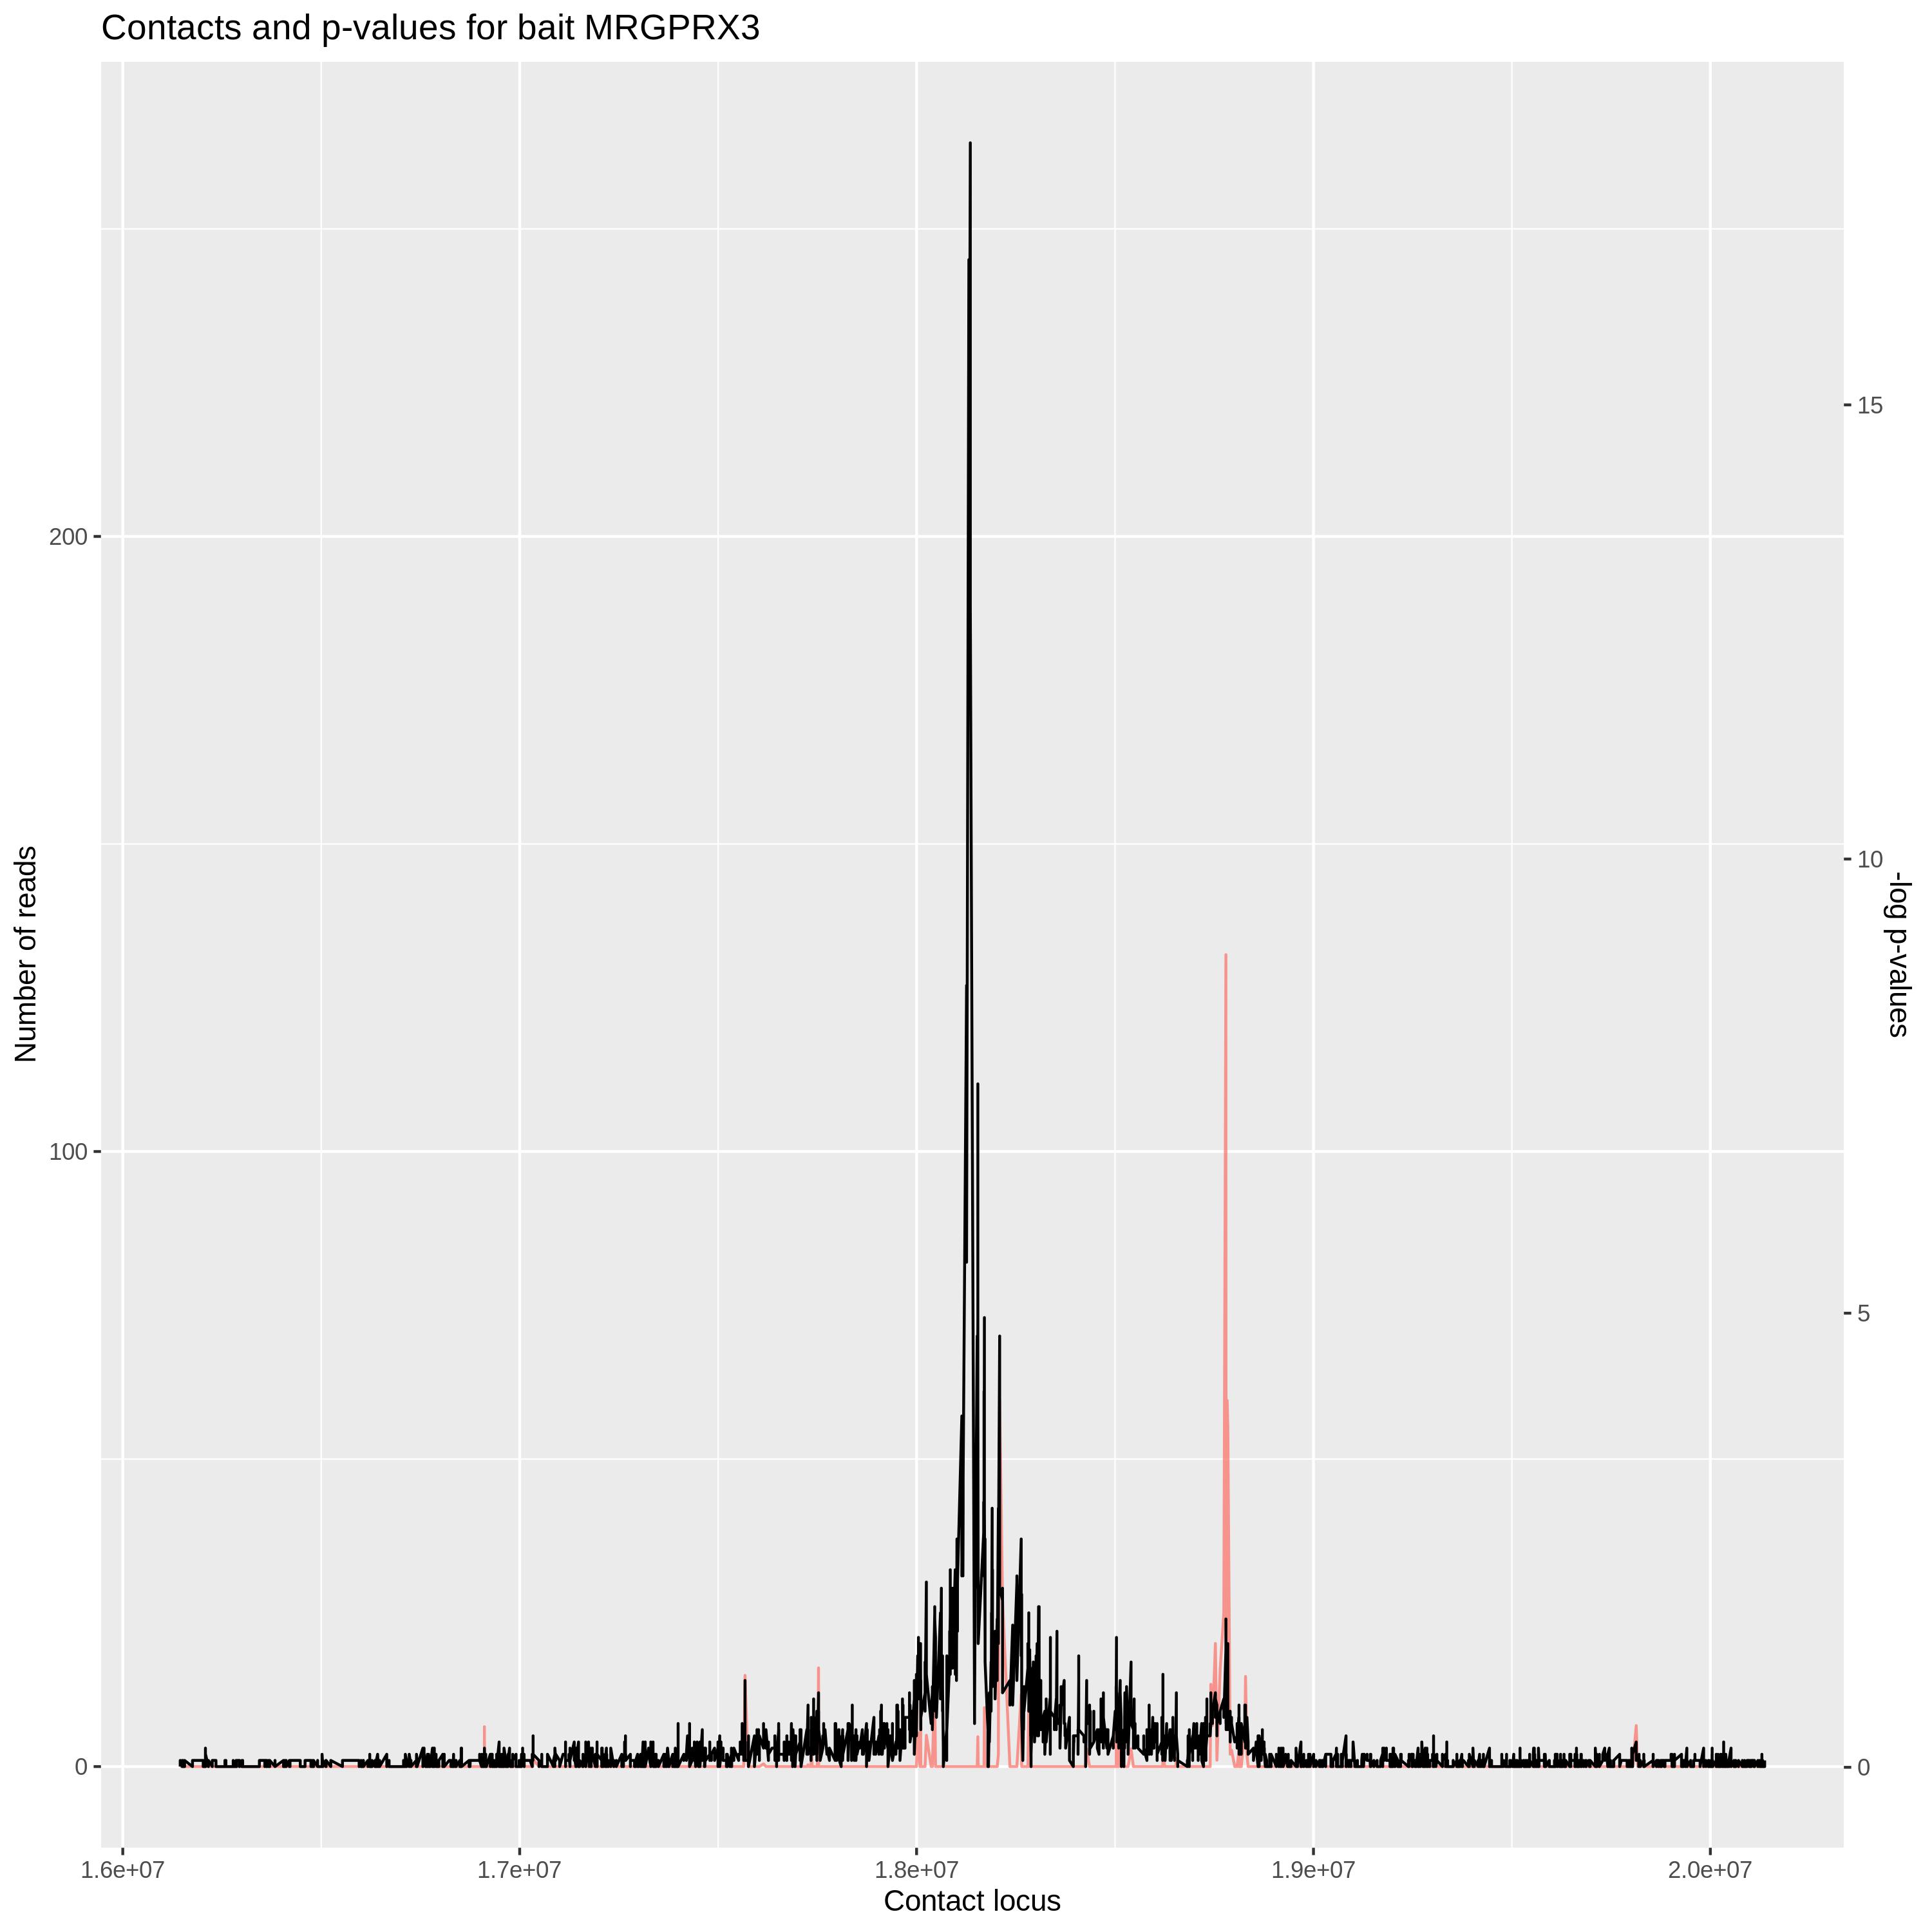 Contacts and p-values for bait MRGPRX3
Number of reads
200
100
0
15
10
5
0
-log p-values
1.6e+07 1.7e+07 1.8e+07 1.9e+07 2.0e+07
Contact locus